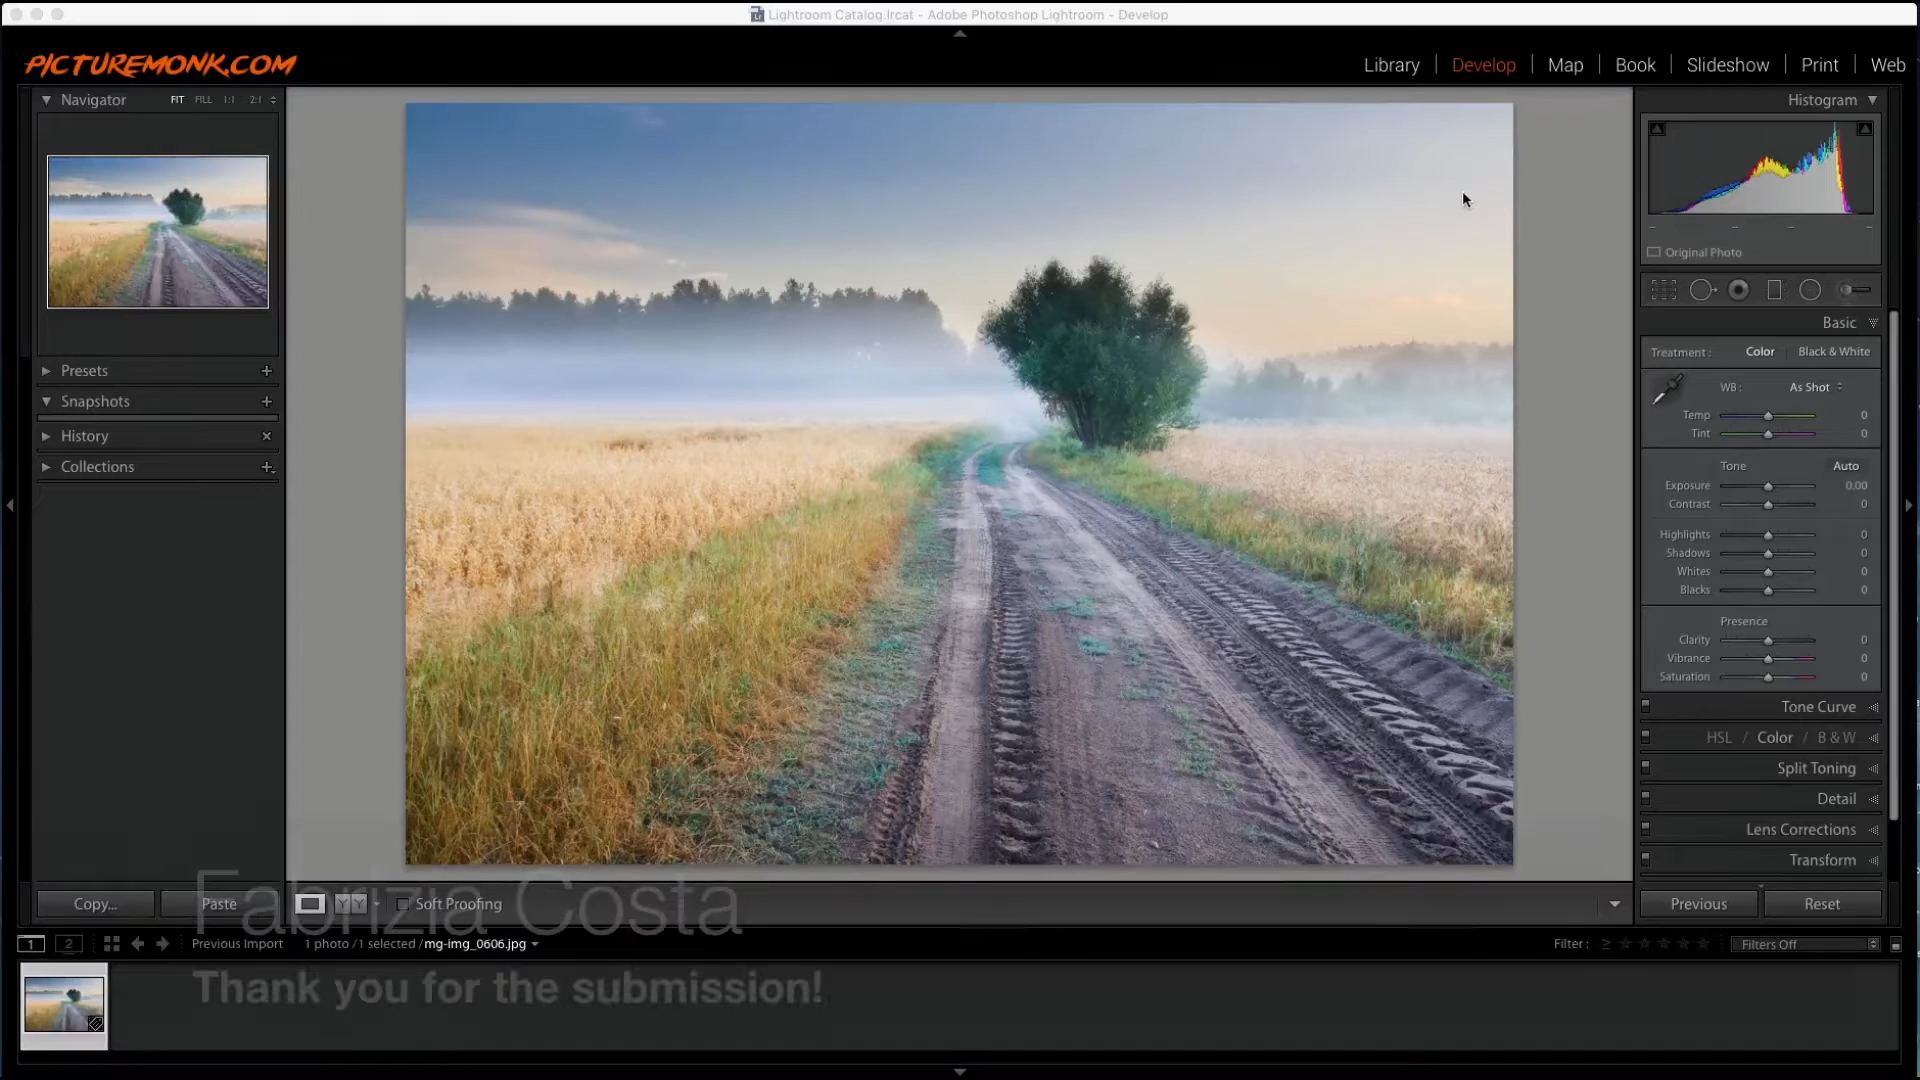 Lightroom Catalog.lrcat - Adobe Photoshop Lightroom - Develop
PICTUREMONK.COM
Library | Develop | Map | Book | Slideshow | Print | Web
Navigator FIT FILL 1:1 2:1
Histogram
Original Photo
Basic
Treatment : Color Black & White
WB : As Shot
Temp 0
Tint 0
Tone Auto
Exposure 0.00
Contrast 0
Highlights 0
Shadows 0
Whites 0
Blacks 0
Presence
Clarity 0
Vibrance 0
Saturation 0
Tone Curve
HSL / Color / B & W
Split Toning
Detail
Lens Corrections
Transform
Presets
Snapshots
History
Collections
Copy... Paste YY Soft Proofing Previous Reset
Fabrizia Costa
1 2 Previous Import 1 photo / 1 selected / mg-img_0606.jpg Filter : Filters Off
Thank you for the submission!